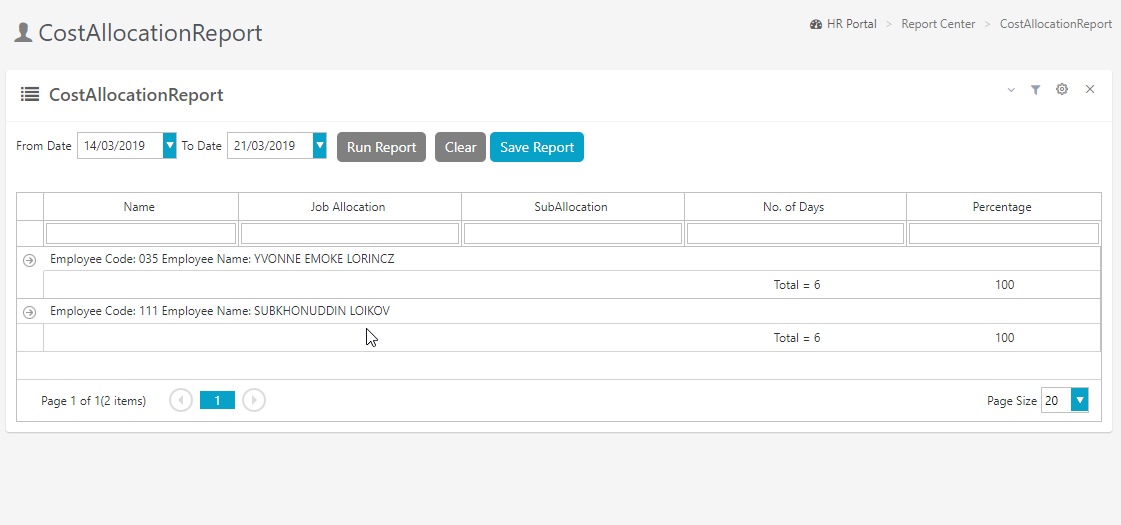 CostAllocationReport
HR Portal > Report Center > CostAllocationReport
CostAllocationReport
From Date 14/03/2019 To Date 21/03/2019 Run Report Clear Save Report
Name Job Allocation SubAllocation No. of Days Percentage
Employee Code: 035 Employee Name: YVONNE EMOKE LORINCZ
Total = 6 100
Employee Code: 111 Employee Name: SUBKHONUDDIN LOIKOV
Total = 6 100
Page 1 of 1(2 items) 1 Page Size 20